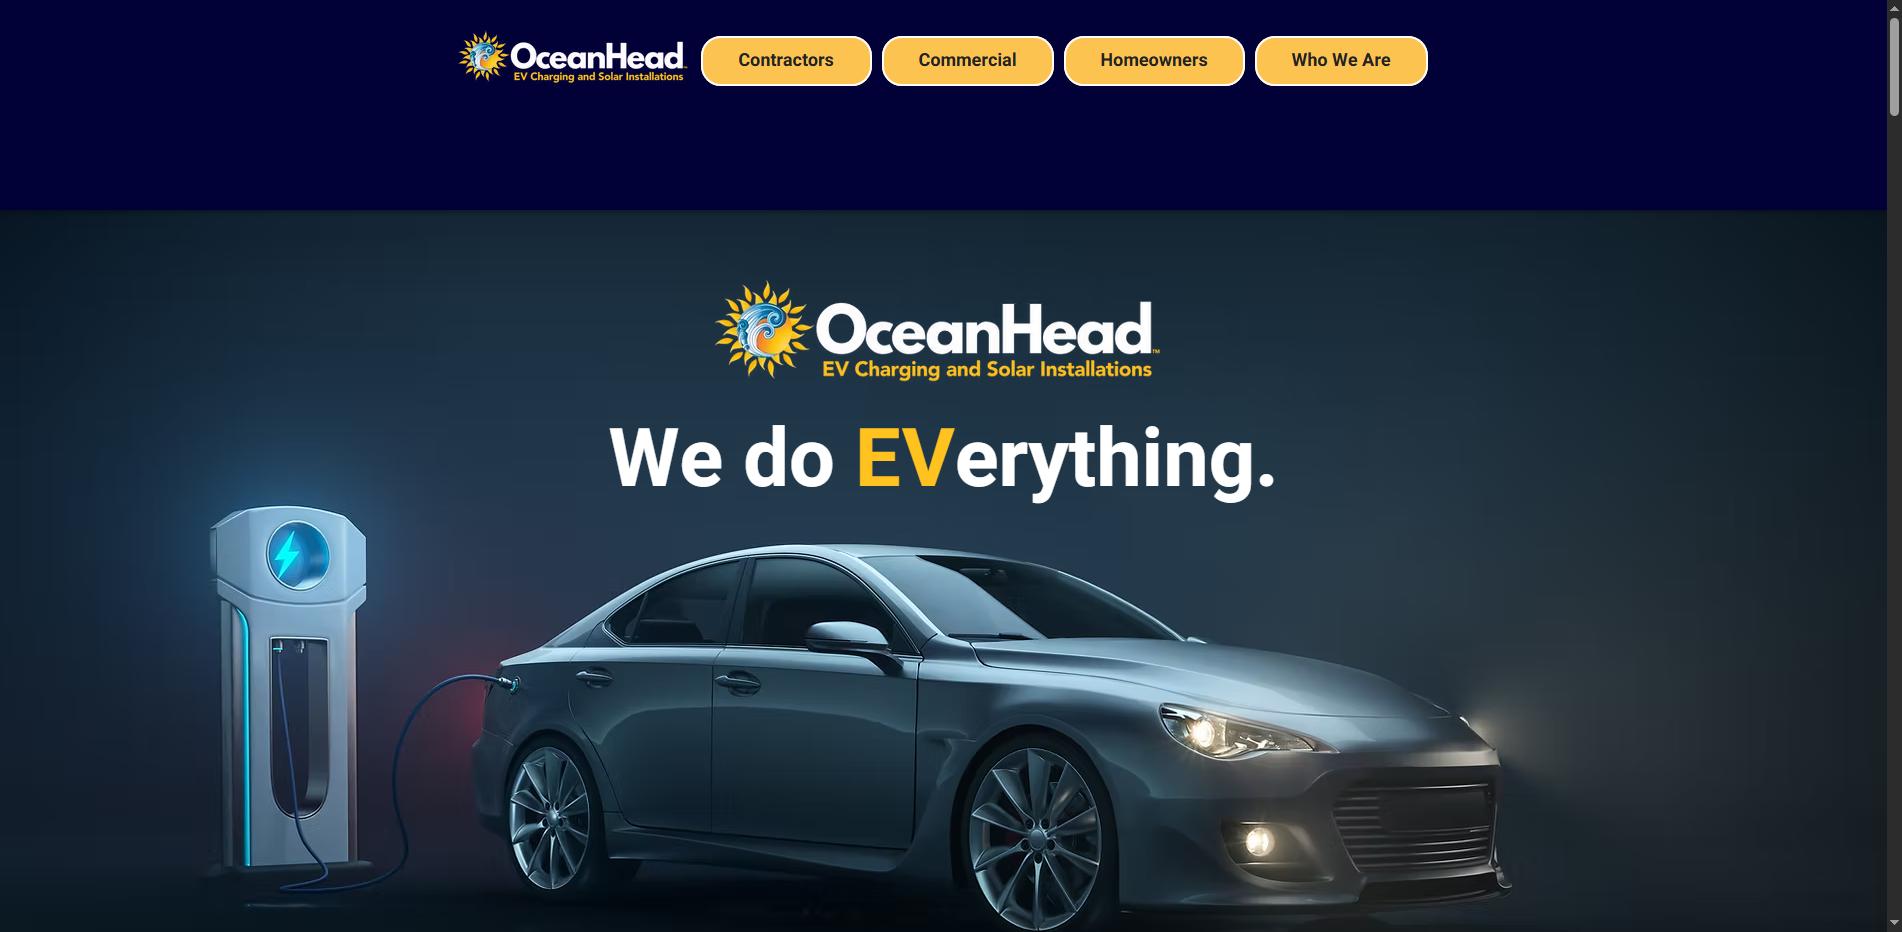 OceanHead™
EV Charging and Solar Installations
Contractors
Commercial
Homeowners
Who We Are
OceanHead™
EV Charging and Solar Installations
We do EVerything.